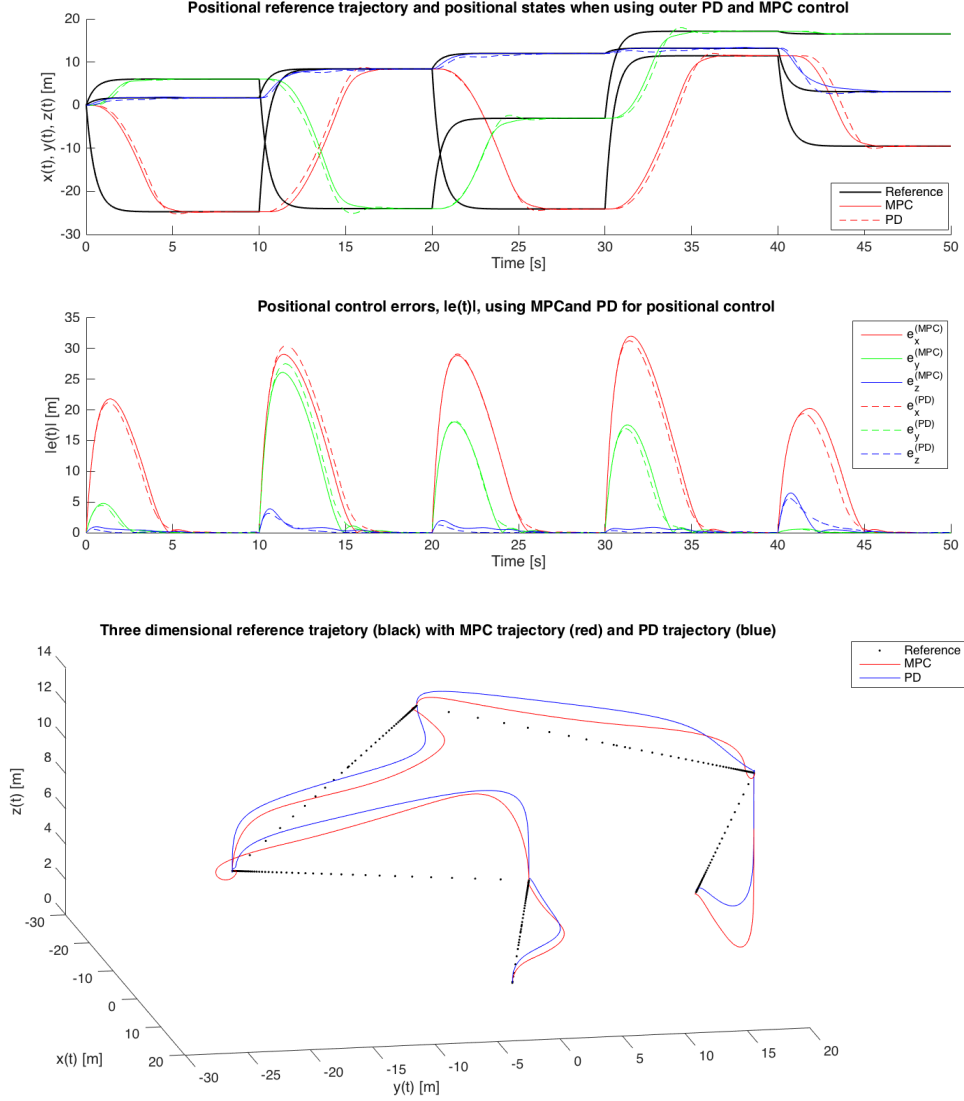 Positional reference trajectory and positional states when using outer PD and MPC control
x(t), y(t), z(t) [m]
20
10
0
-10
-20
-30
0 5 10 15 20 25 30 35 40 45 50
Time [s]
Reference
MPC
PD
Positional control errors, |e(t)|, using MPCand PD for positional control
|e(t)| [m]
35
30
25
20
15
10
5
0
0 5 10 15 20 25 30 35 40 45 50
Time [s]
e_x^(MPC)
e_y^(MPC)
e_z^(MPC)
e_x^(PD)
e_y^(PD)
e_z^(PD)
Three dimensional reference trajetory (black) with MPC trajectory (red) and PD trajectory (blue)
Reference
MPC
PD
z(t) [m]
14
12
10
8
6
4
2
0
-30
-20
-10
0
10
20
x(t) [m]
-30 -25 -20 -15 -10 -5 0 5 10 15 20
y(t) [m]